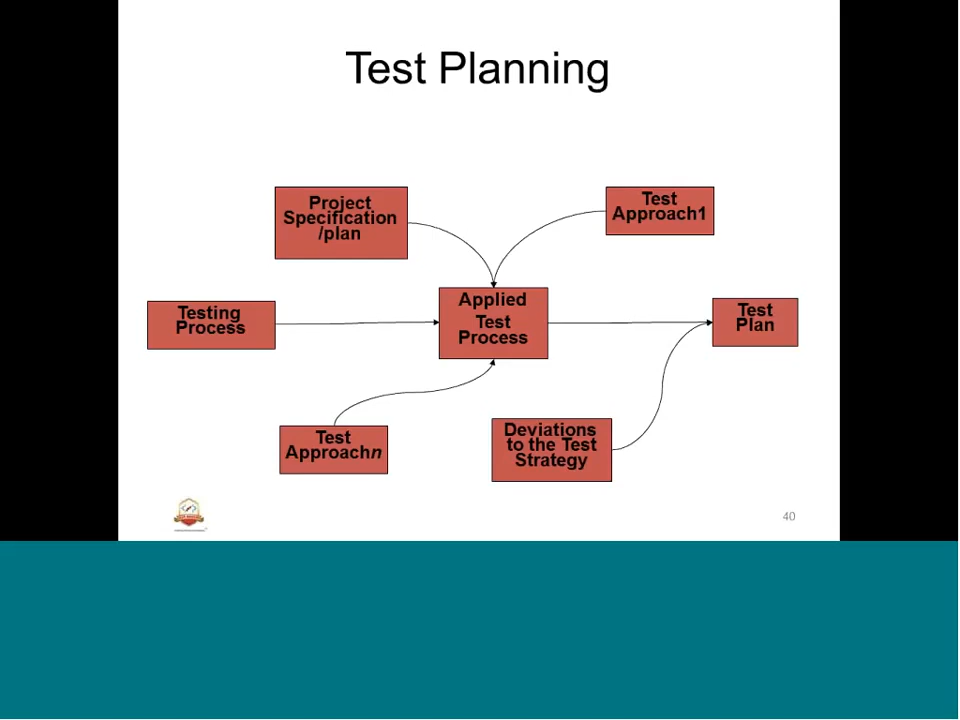 Test Planning
Project
Specification
/plan
Test
Approach1
Testing
Process
Applied
Test
Process
Test
Plan
Test
Approachn
Deviations
to the Test
Strategy
40